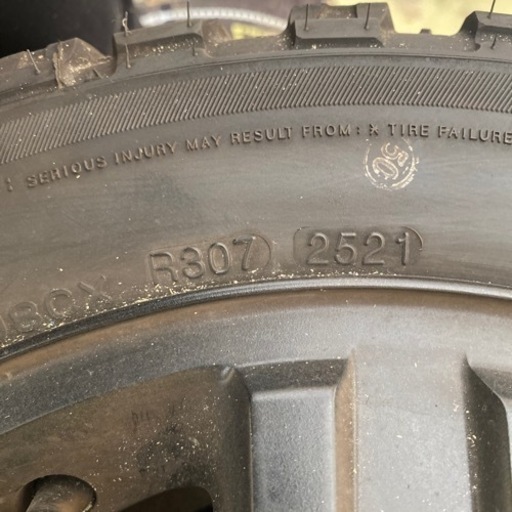 : SERIOUS INJURY MAY RESULT FROM: X TIRE FAILURE
R307 2521